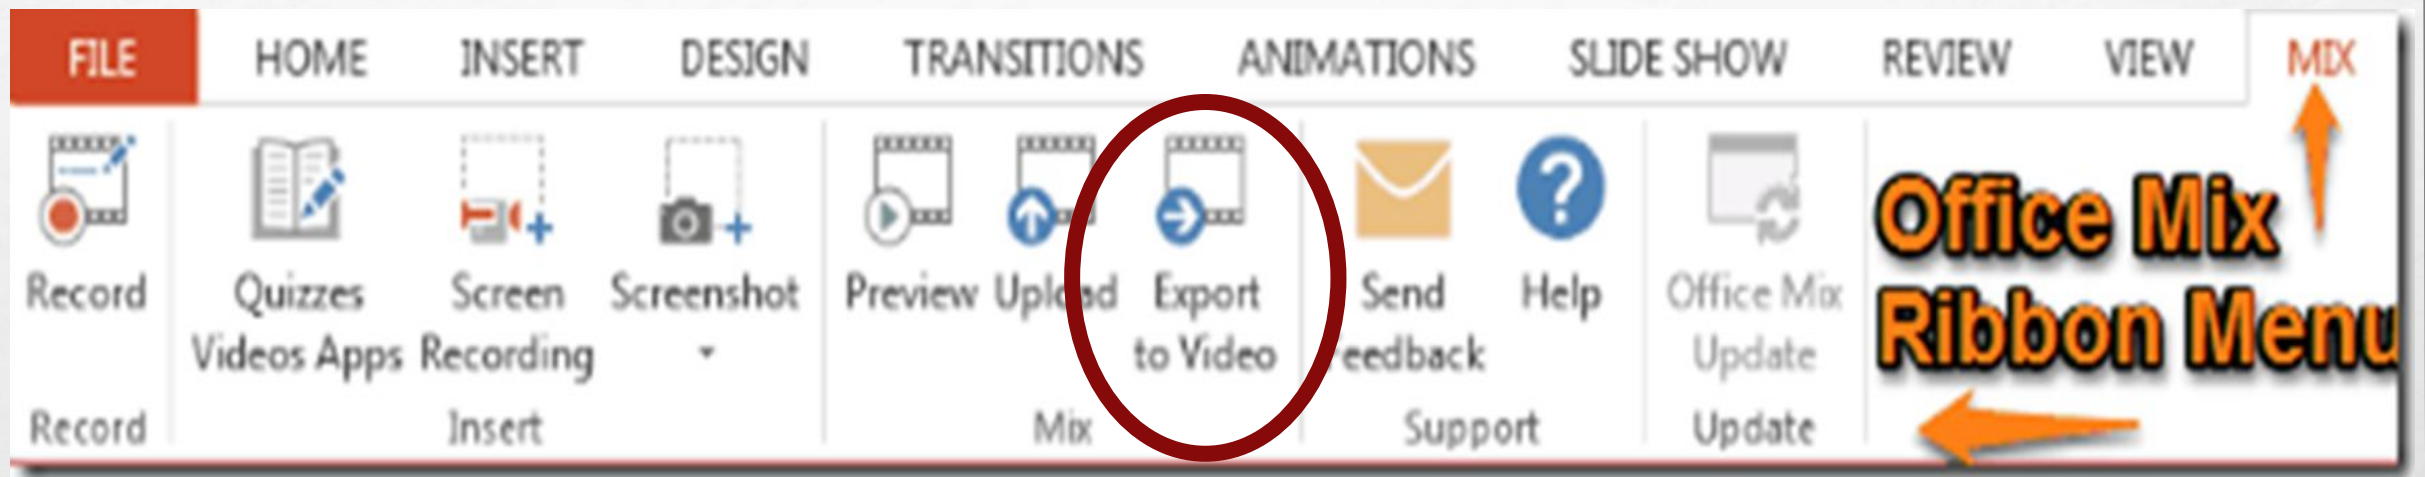 FILE HOME INSERT DESIGN TRANSITIONS ANIMATIONS SLIDE SHOW REVIEW VIEW MIX
Record Quizzes Screen Screenshot Preview Upload Export Send Help Office Mix
Videos Apps Recording to Video eedback Update
Record Insert Mix Support Update
Office Mix
Ribbon Menu